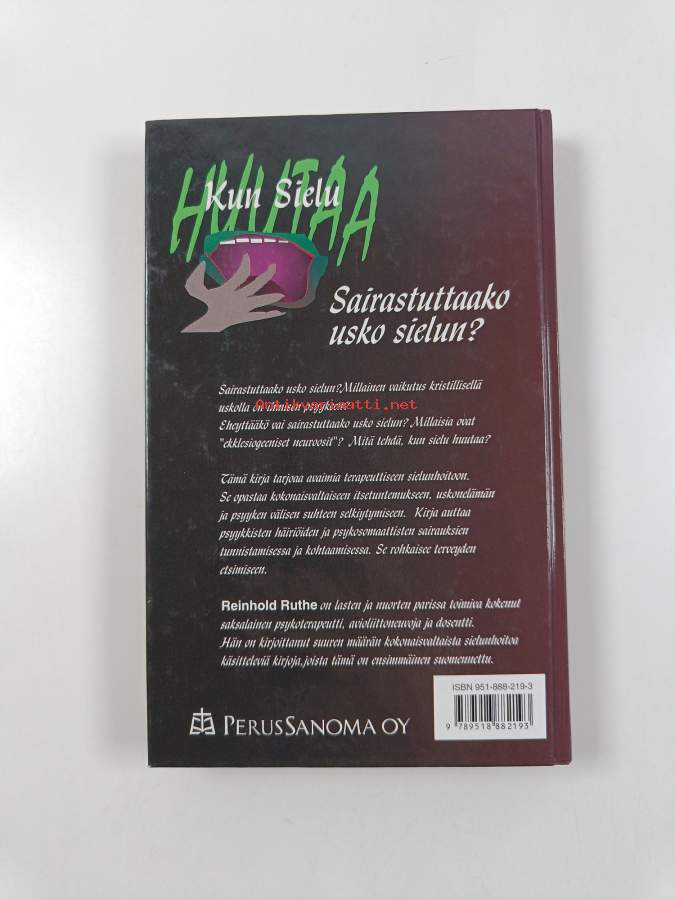 Kun Sielu
HUUTAA
Sairastuttaako
usko sielun?
Sairastuttaako usko sielun?Millainen vaikutus kristillisellä
uskolla on ihmisen psyykeen?
Antikvariaatti.net
Eheyttääkö vai sairastuttaako usko sielun? Millaisia ovat
"ekklesiogeeniset neuroosit"? Mitä tehdä, kun sielu huutaa?
Tämä kirja tarjoaa avaimia terapeuttiseen sielunhoitoon.
Se opastaa kokonaisvaltaiseen itsetuntemukseen, uskonelämän
ja psyyken välisen suhteen selkiytymiseen. Kirja auttaa
psyykkisten häiriöiden ja psykosomaattisten sairauksien
tunnistamisessa ja kohtaamisessa. Se rohkaisee terveyden
etsimiseen.
Reinhold Ruthe on lasten ja nuorten parissa toimiva kokenut
saksalainen psykoterapeutti, avioliittoneuvoja ja dosentti.
Hän on kirjoittanut suuren määrän kokonaisvaltaista sielunhoitoa
käsitteleviä kirjoja,joista tämä on ensimmäinen suomennettu.
ISBN 951-888-219-3
9 789518 882193
PERUSSANOMA OY